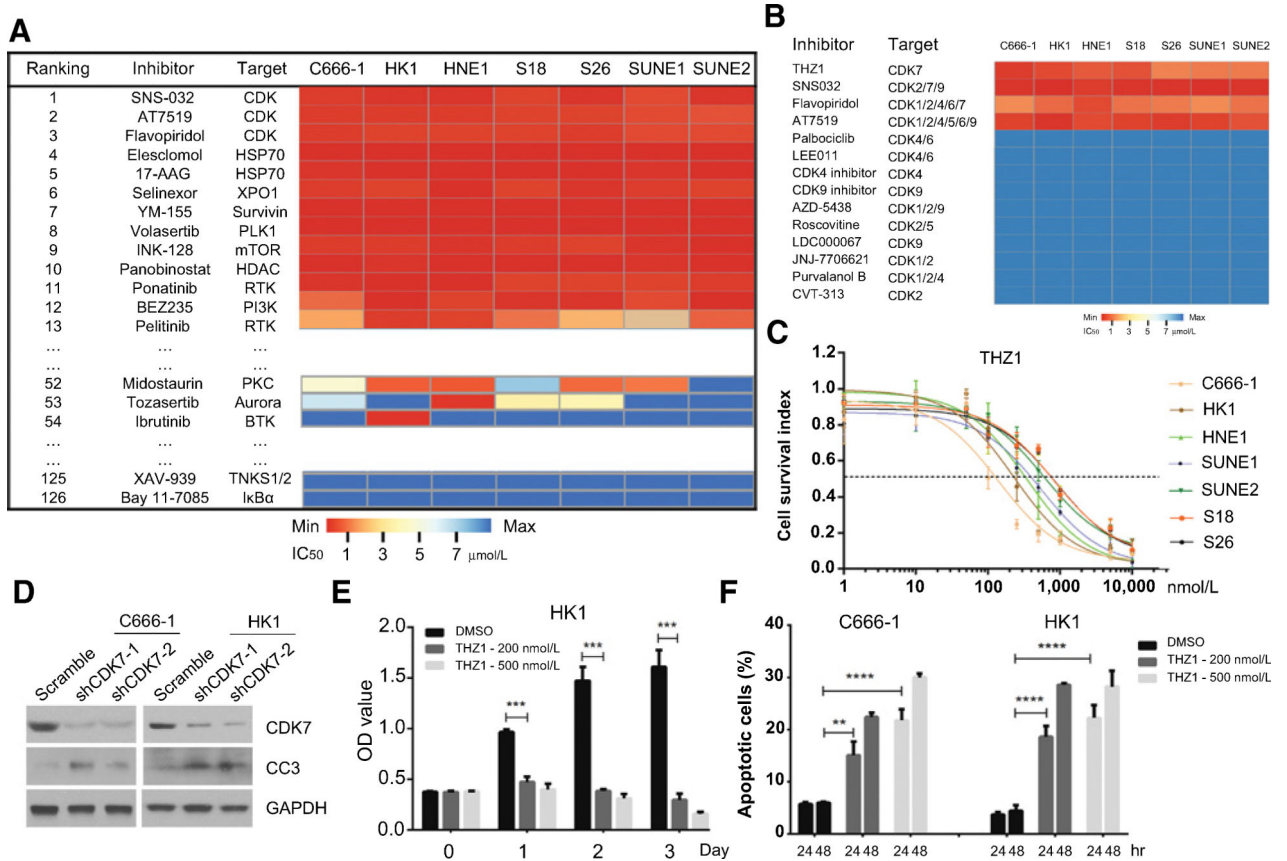 A
Ranking Inhibitor Target C666-1 HK1 HNE1 S18 S26 SUNE1 SUNE2
1 SNS-032 CDK
2 AT7519 CDK
3 Flavopiridol CDK
4 Elesclomol HSP70
5 17-AAG HSP70
6 Selinexor XPO1
7 YM-155 Survivin
8 Volasertib PLK1
9 INK-128 mTOR
10 Panobinostat HDAC
11 Ponatinib RTK
12 BEZ235 PI3K
13 Pelitinib RTK
... ... ...
... ... ...
52 Midostaurin PKC
53 Tozasertib Aurora
54 Ibrutinib BTK
... ... ...
... ... ...
125 XAV-939 TNKS1/2
126 Bay 11-7085 IκBα
Min Max
IC50 1 3 5 7 μmol/L
B
Inhibitor Target C666-1 HK1 HNE1 S18 S26 SUNE1 SUNE2
THZ1 CDK7
SNS032 CDK2/7/9
Flavopiridol CDK1/2/4/6/7
AT7519 CDK1/2/4/5/6/9
Palbociclib CDK4/6
LEE011 CDK4/6
CDK4 inhibitor CDK4
CDK9 inhibitor CDK9
AZD-5438 CDK1/2/9
Roscovitine CDK2/5
LDC000067 CDK9
JNJ-7706621 CDK1/2
Purvalanol B CDK1/2/4
CVT-313 CDK2
Min Max
IC50 1 3 5 7 μmol/L
C
THZ1
Cell survival index
1.2
1.0
0.8
0.6
0.4
0.2
0.0
1 10 100 1,000 10,000 nmol/L
C666-1
HK1
HNE1
SUNE1
SUNE2
S18
S26
D
C666-1 HK1
Scramble shCDK7-1 shCDK7-2 Scramble shCDK7-1 shCDK7-2
CDK7
CC3
GAPDH
E
HK1
OD value
2.0
1.5
1.0
0.5
0.0
DMSO
THZ1 - 200 nmol/L
THZ1 - 500 nmol/L
*** *** ***
0 1 2 3 Day
F
C666-1 HK1
Apoptotic cells (%)
40
30
20
10
0
DMSO
THZ1 - 200 nmol/L
THZ1 - 500 nmol/L
**** ** **** ****
24 48 24 48 24 48 24 48 24 48 24 48 hr